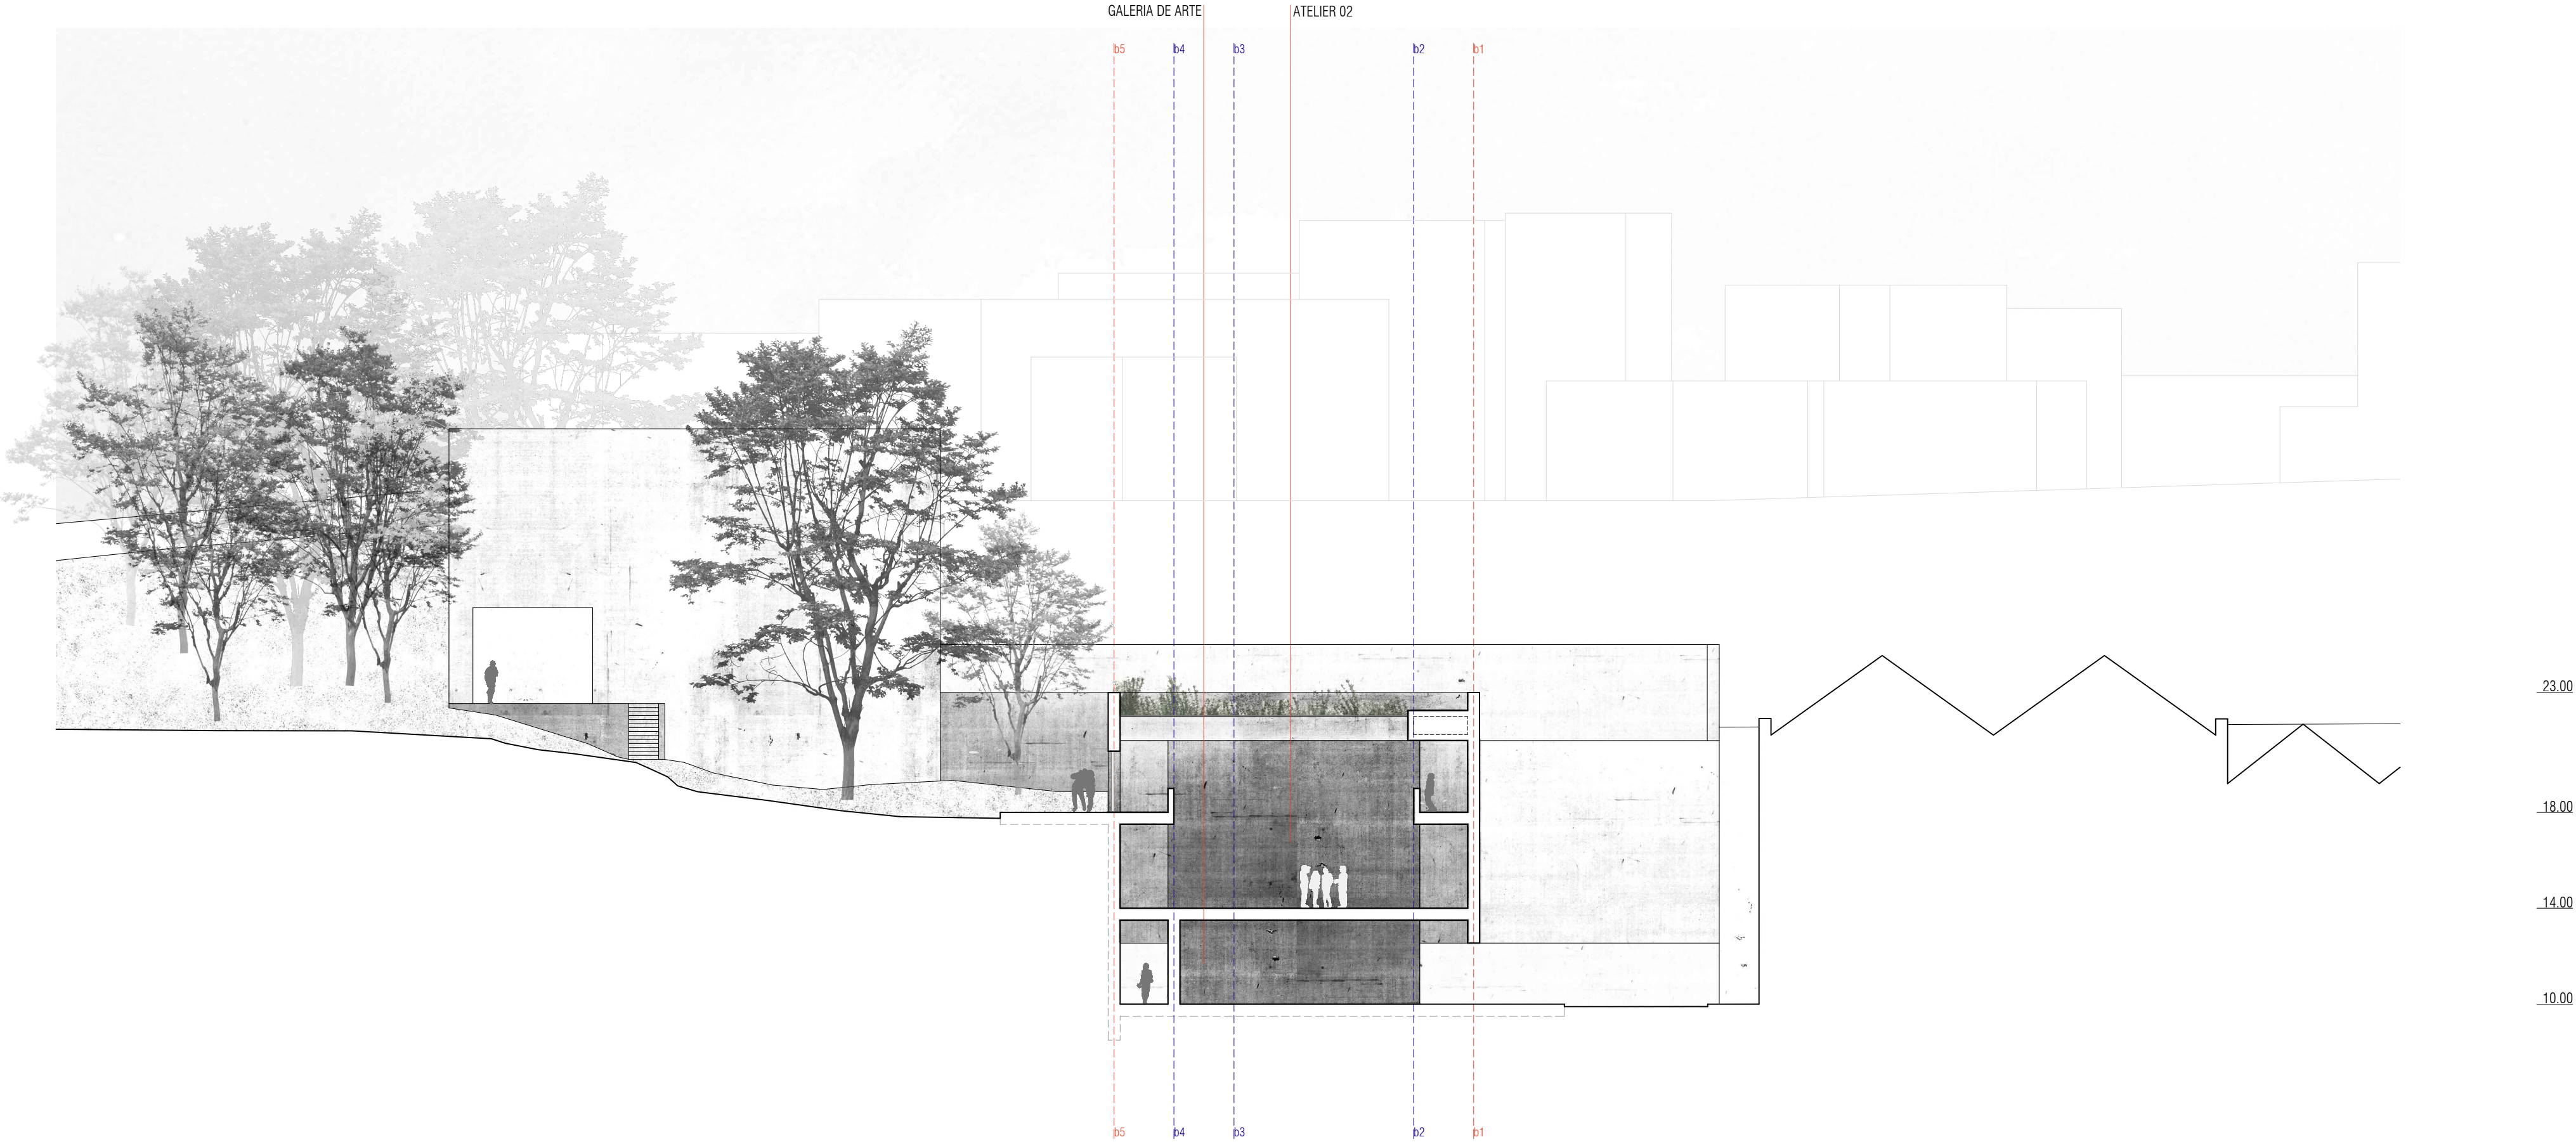 GALERIA DE ARTE
ATELIER 02
b5
b4
b3
b2
b1
23.00
18.00
14.00
10.00
b5
b4
b3
b2
b1